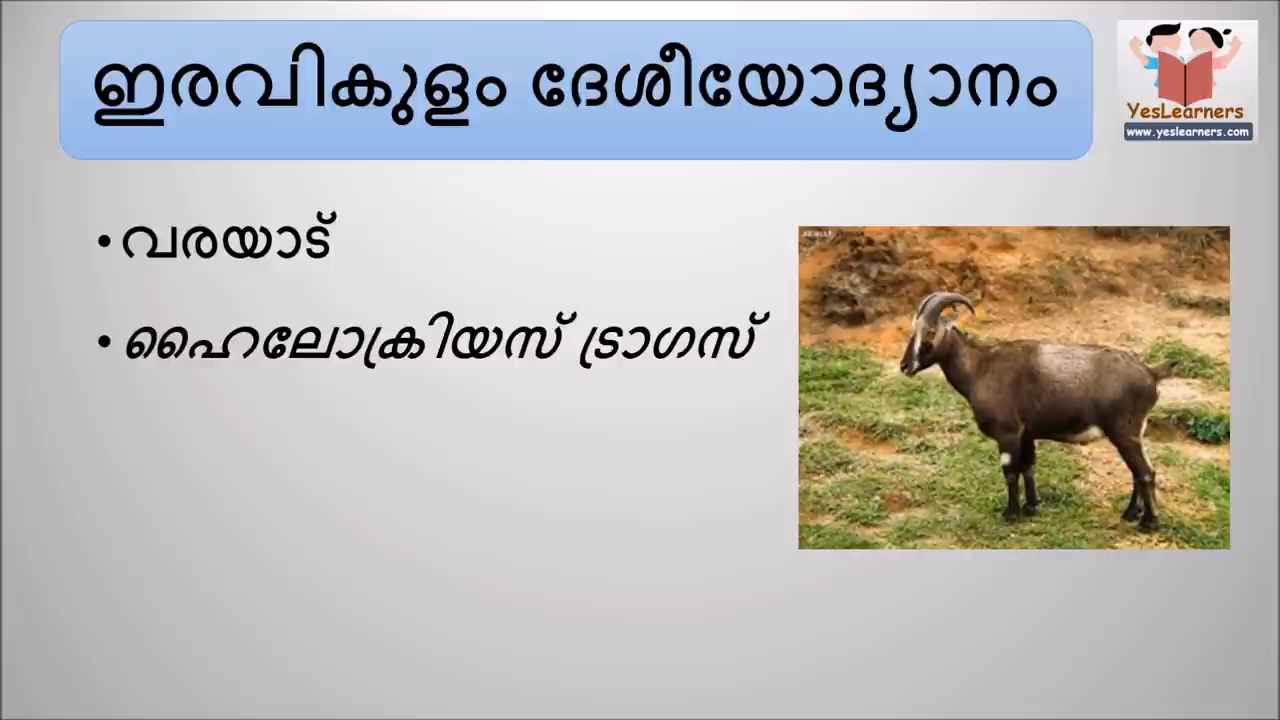 ഇരവികുളം ദേശീയോദ്യാനം
YesLearners
www.yeslearners.com
•വരയാട്
•ഹൈലോക്രിയസ് ട്രാഗസ്